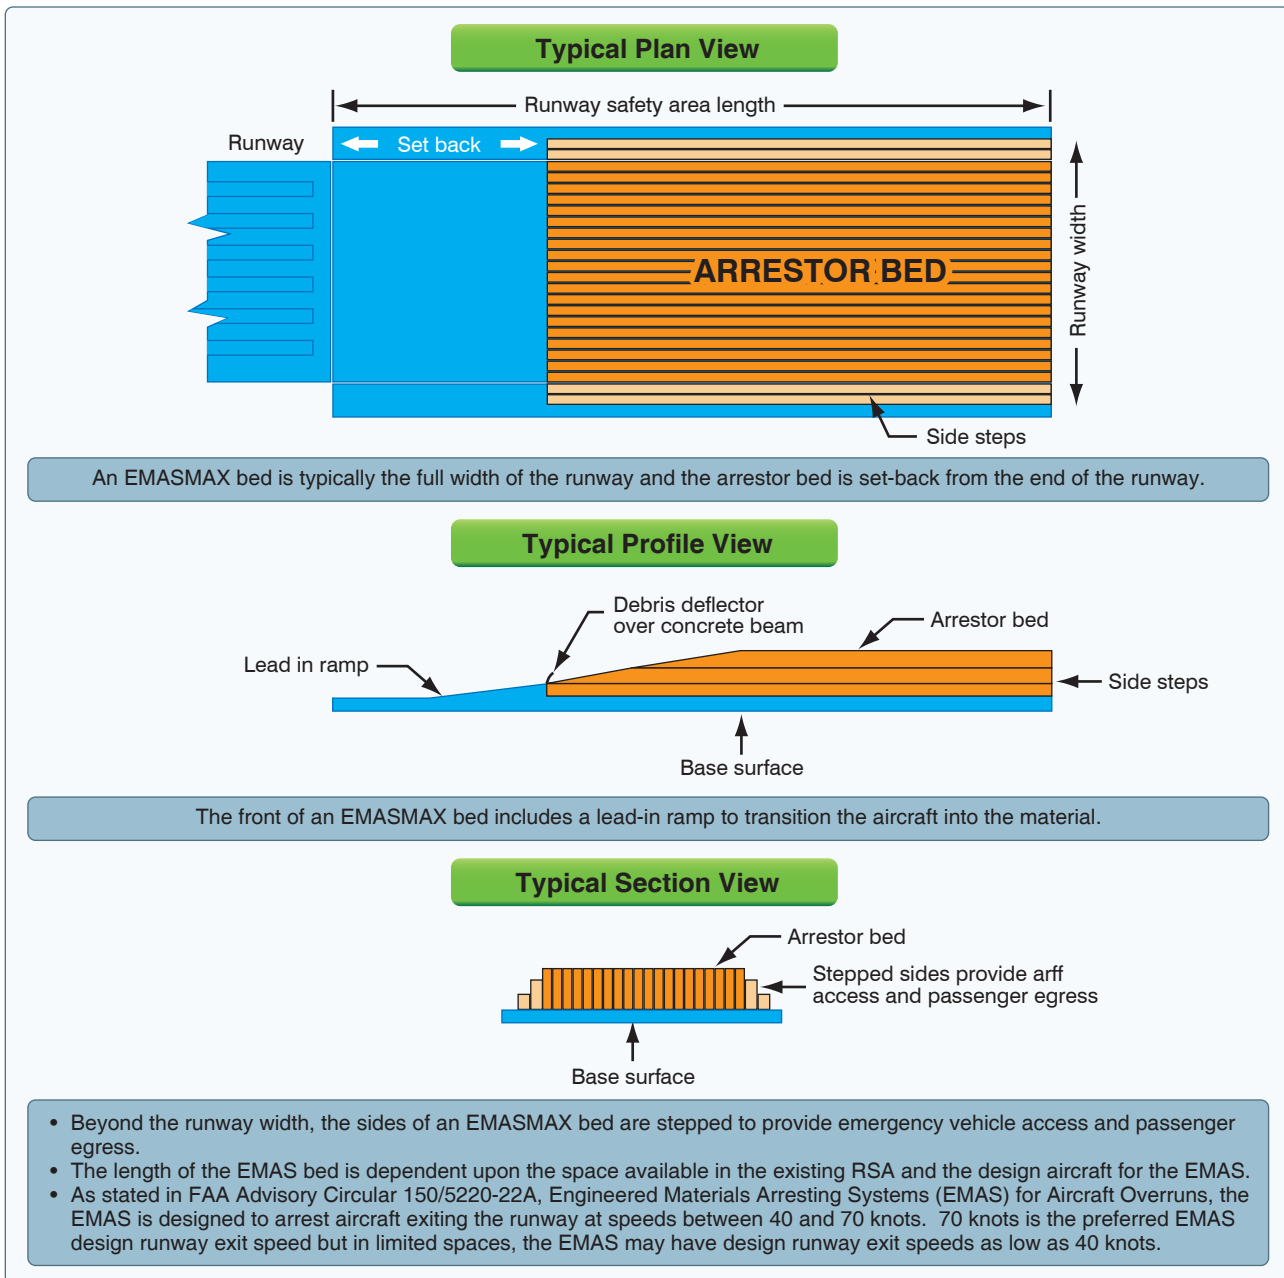 Typical Plan View
Runway safety area length
Runway
Set back
ARRESTOR BED
Runway width
Side steps
An EMASMAX bed is typically the full width of the runway and the arrestor bed is set-back from the end of the runway.
Typical Profile View
Debris deflector
over concrete beam
Arrestor bed
Lead in ramp
Side steps
Base surface
The front of an EMASMAX bed includes a lead-in ramp to transition the aircraft into the material.
Typical Section View
Arrestor bed
Stepped sides provide arff
access and passenger egress
Base surface
• Beyond the runway width, the sides of an EMASMAX bed are stepped to provide emergency vehicle access and passenger
egress.
• The length of the EMAS bed is dependent upon the space available in the existing RSA and the design aircraft for the EMAS.
• As stated in FAA Advisory Circular 150/5220-22A, Engineered Materials Arresting Systems (EMAS) for Aircraft Overruns, the
EMAS is designed to arrest aircraft exiting the runway at speeds between 40 and 70 knots.  70 knots is the preferred EMAS
design runway exit speed but in limited spaces, the EMAS may have design runway exit speeds as low as 40 knots.